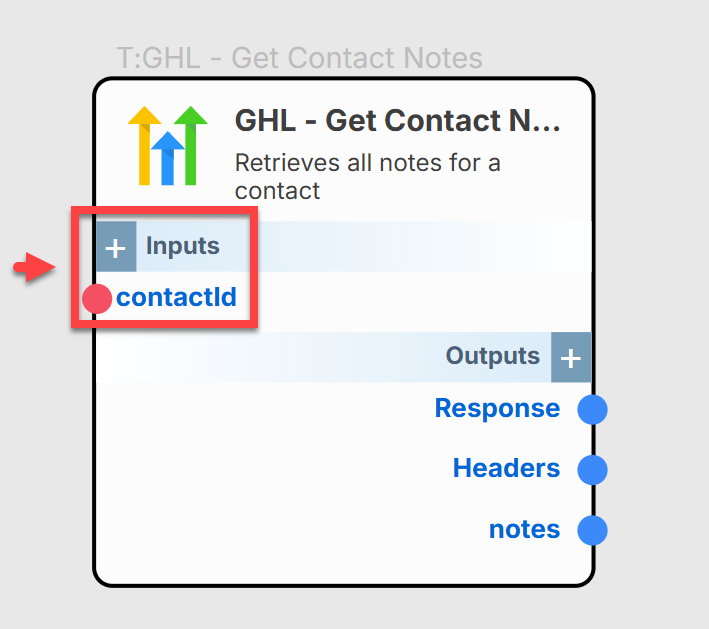 T:GHL - Get Contact Notes
GHL - Get Contact N...
Retrieves all notes for a
contact
+ Inputs
contactId
Outputs +
Response
Headers
notes